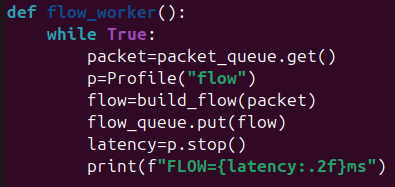 def flow_worker():
    while True:
        packet=packet_queue.get()
        p=Profile("flow")
        flow=build_flow(packet)
        flow_queue.put(flow)
        latency=p.stop()
        print(f"FLOW={latency:.2f}ms")